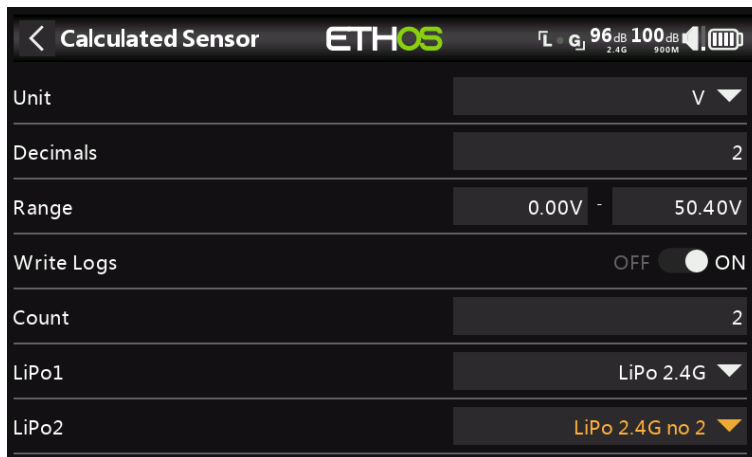 Calculated Sensor ETHOS L G 96dB 2.4G 100dB 900M
Unit V
Decimals 2
Range 0.00V - 50.40V
Write Logs OFF ON
Count 2
LiPo1 LiPo 2.4G
LiPo2 LiPo 2.4G no 2